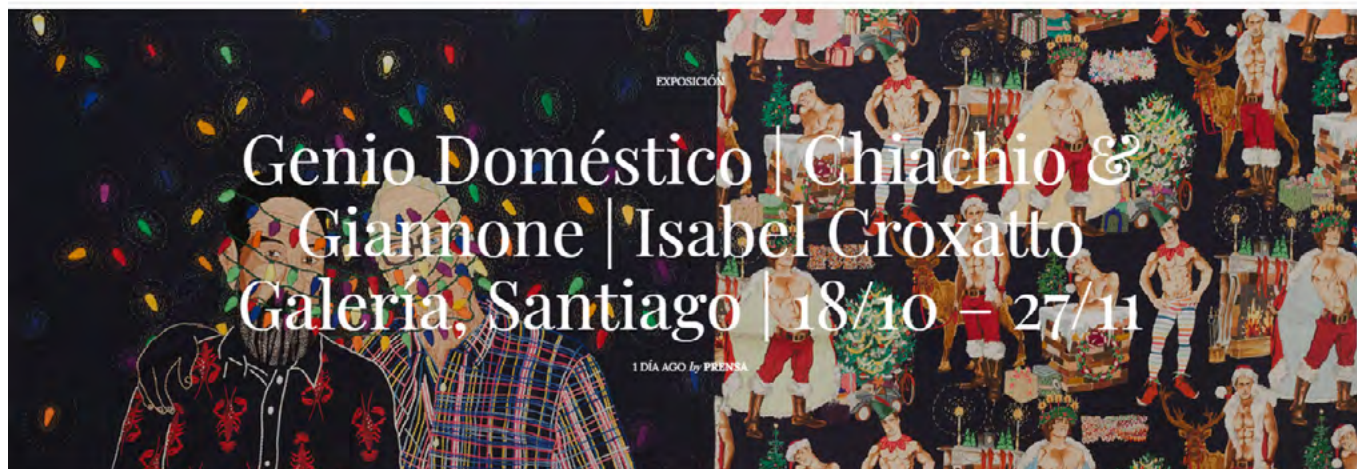 EXPOSICIÓN
Genio Doméstico | Chiachio &
Giannone | Isabel Croxatto
Galería, Santiago | 18/10 – 27/11
1 DÍA AGO by PRENSA